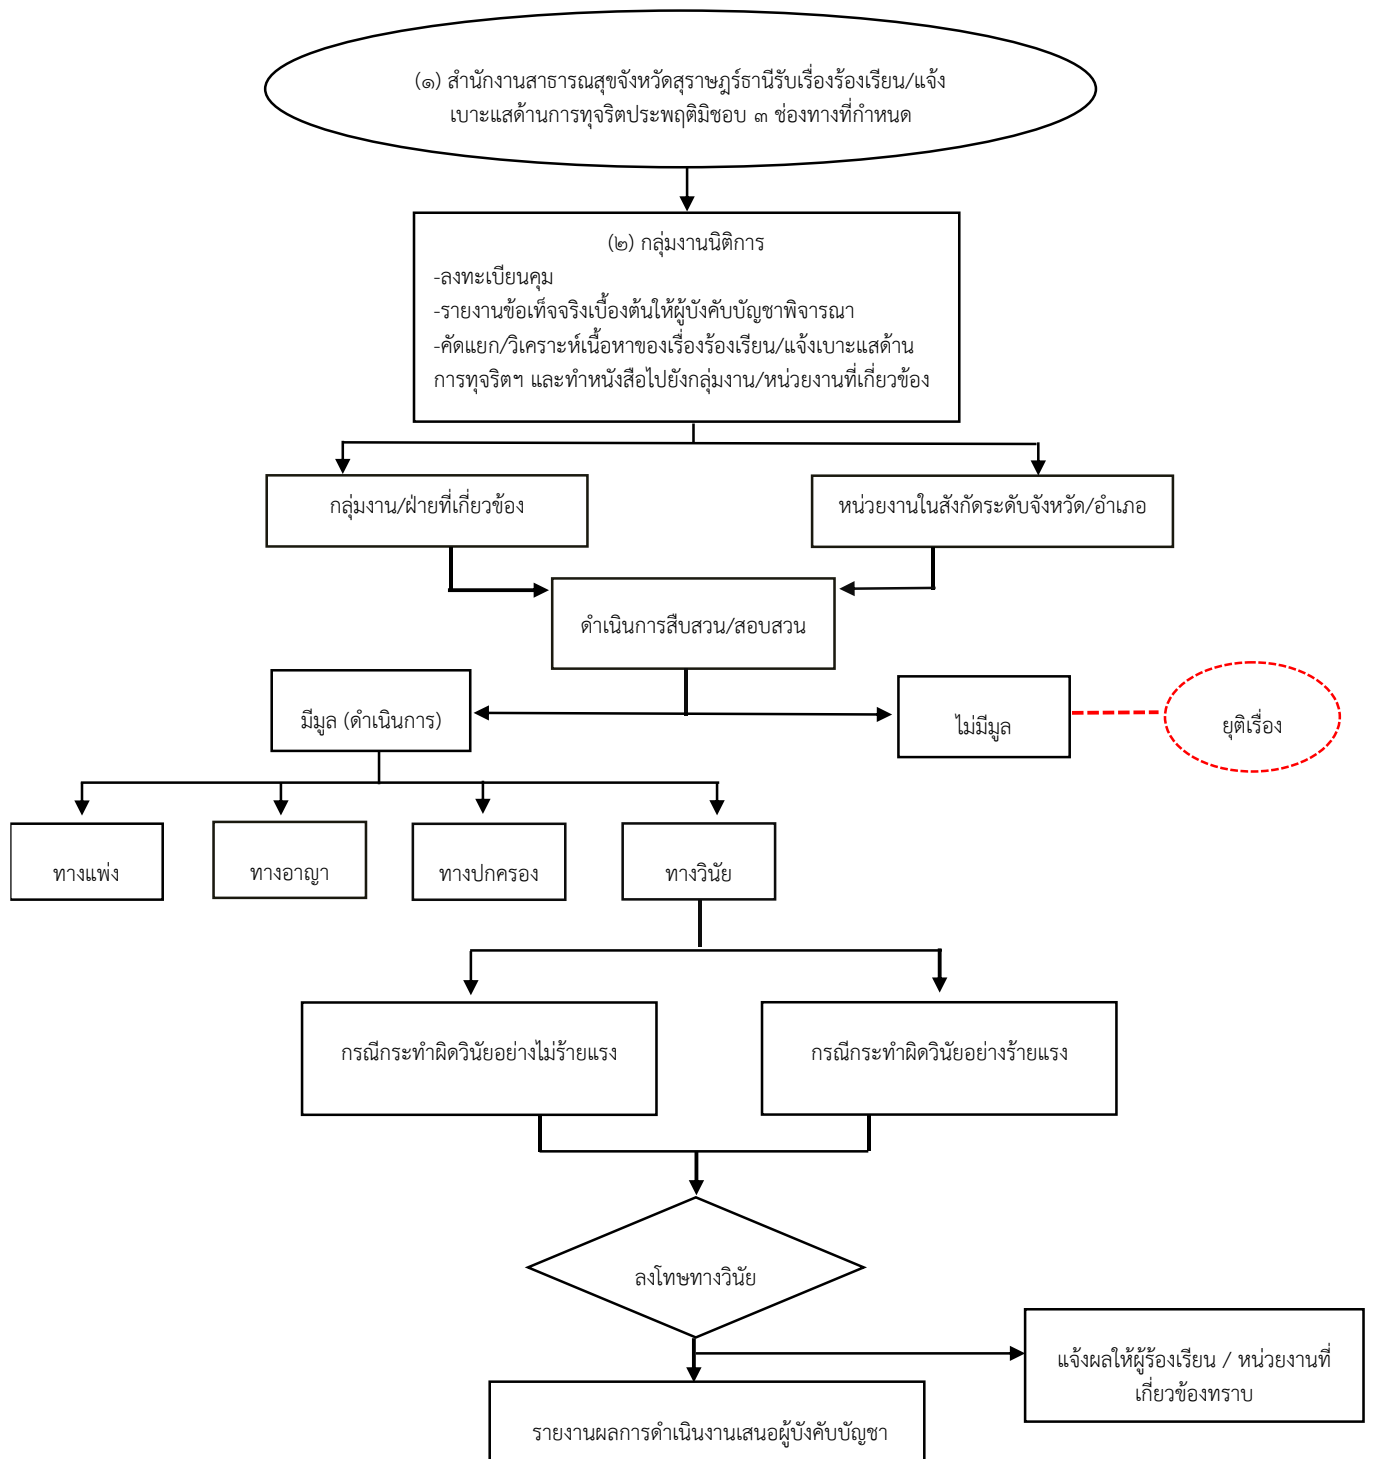 (๑) สำนักงานสาธารณสุขจังหวัดสุราษฎร์ธานีรับเรื่องร้องเรียน/แจ้ง
เบาะแสด้านการทุจริตประพฤติมิชอบ ๓ ช่องทางที่กำหนด
(๒) กลุ่มงานนิติการ
-ลงทะเบียนคุม
-รายงานข้อเท็จจริงเบื้องต้นให้ผู้บังคับบัญชาพิจารณา
-คัดแยก/วิเคราะห์เนื้อหาของเรื่องร้องเรียน/แจ้งเบาะแสด้าน
การทุจริตฯ และทำหนังสือไปยังกลุ่มงาน/หน่วยงานที่เกี่ยวข้อง
กลุ่มงาน/ฝ่ายที่เกี่ยวข้อง
หน่วยงานในสังกัดระดับจังหวัด/อำเภอ
ดำเนินการสืบสวน/สอบสวน
มีมูล (ดำเนินการ)
ไม่มีมูล
ยุติเรื่อง
ทางแพ่ง
ทางอาญา
ทางปกครอง
ทางวินัย
กรณีกระทำผิดวินัยอย่างไม่ร้ายแรง
กรณีกระทำผิดวินัยอย่างร้ายแรง
ลงโทษทางวินัย
แจ้งผลให้ผู้ร้องเรียน / หน่วยงานที่
เกี่ยวข้องทราบ
รายงานผลการดำเนินงานเสนอผู้บังคับบัญชา